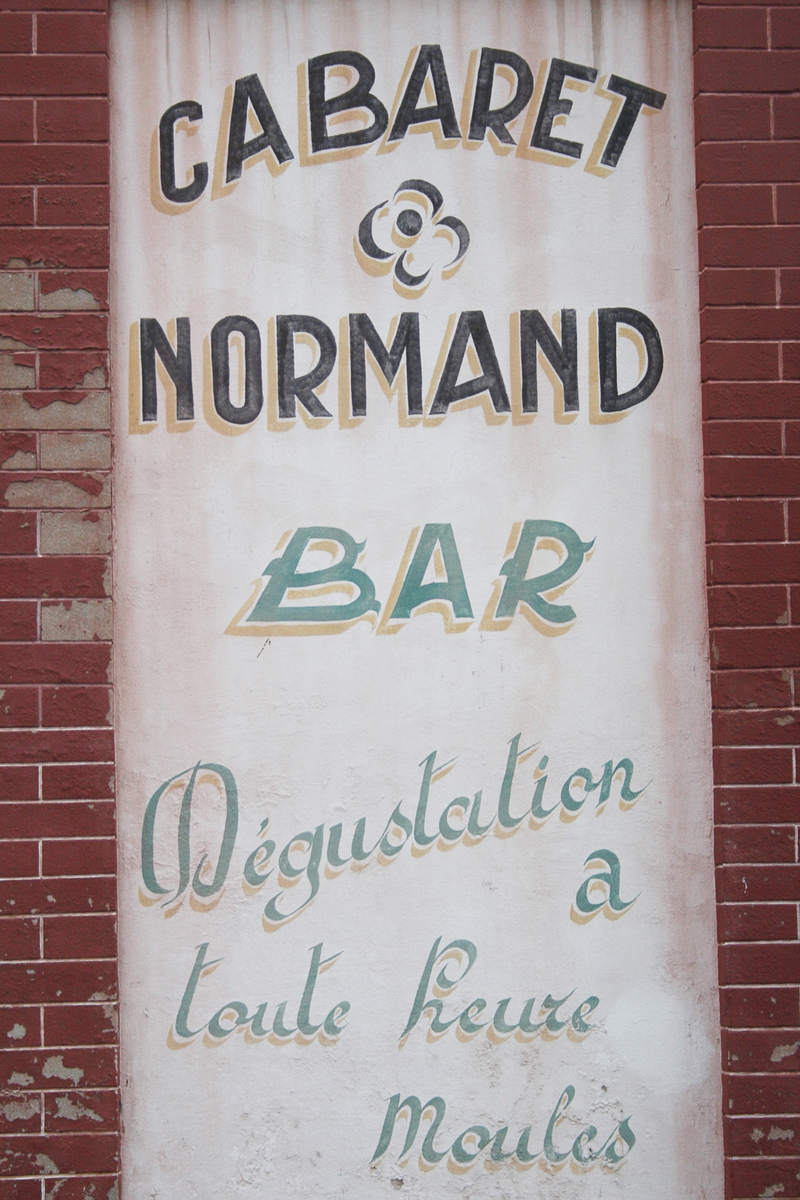 CABARET
NORMAND
BAR
Dégustation
a
toute heure
Moules